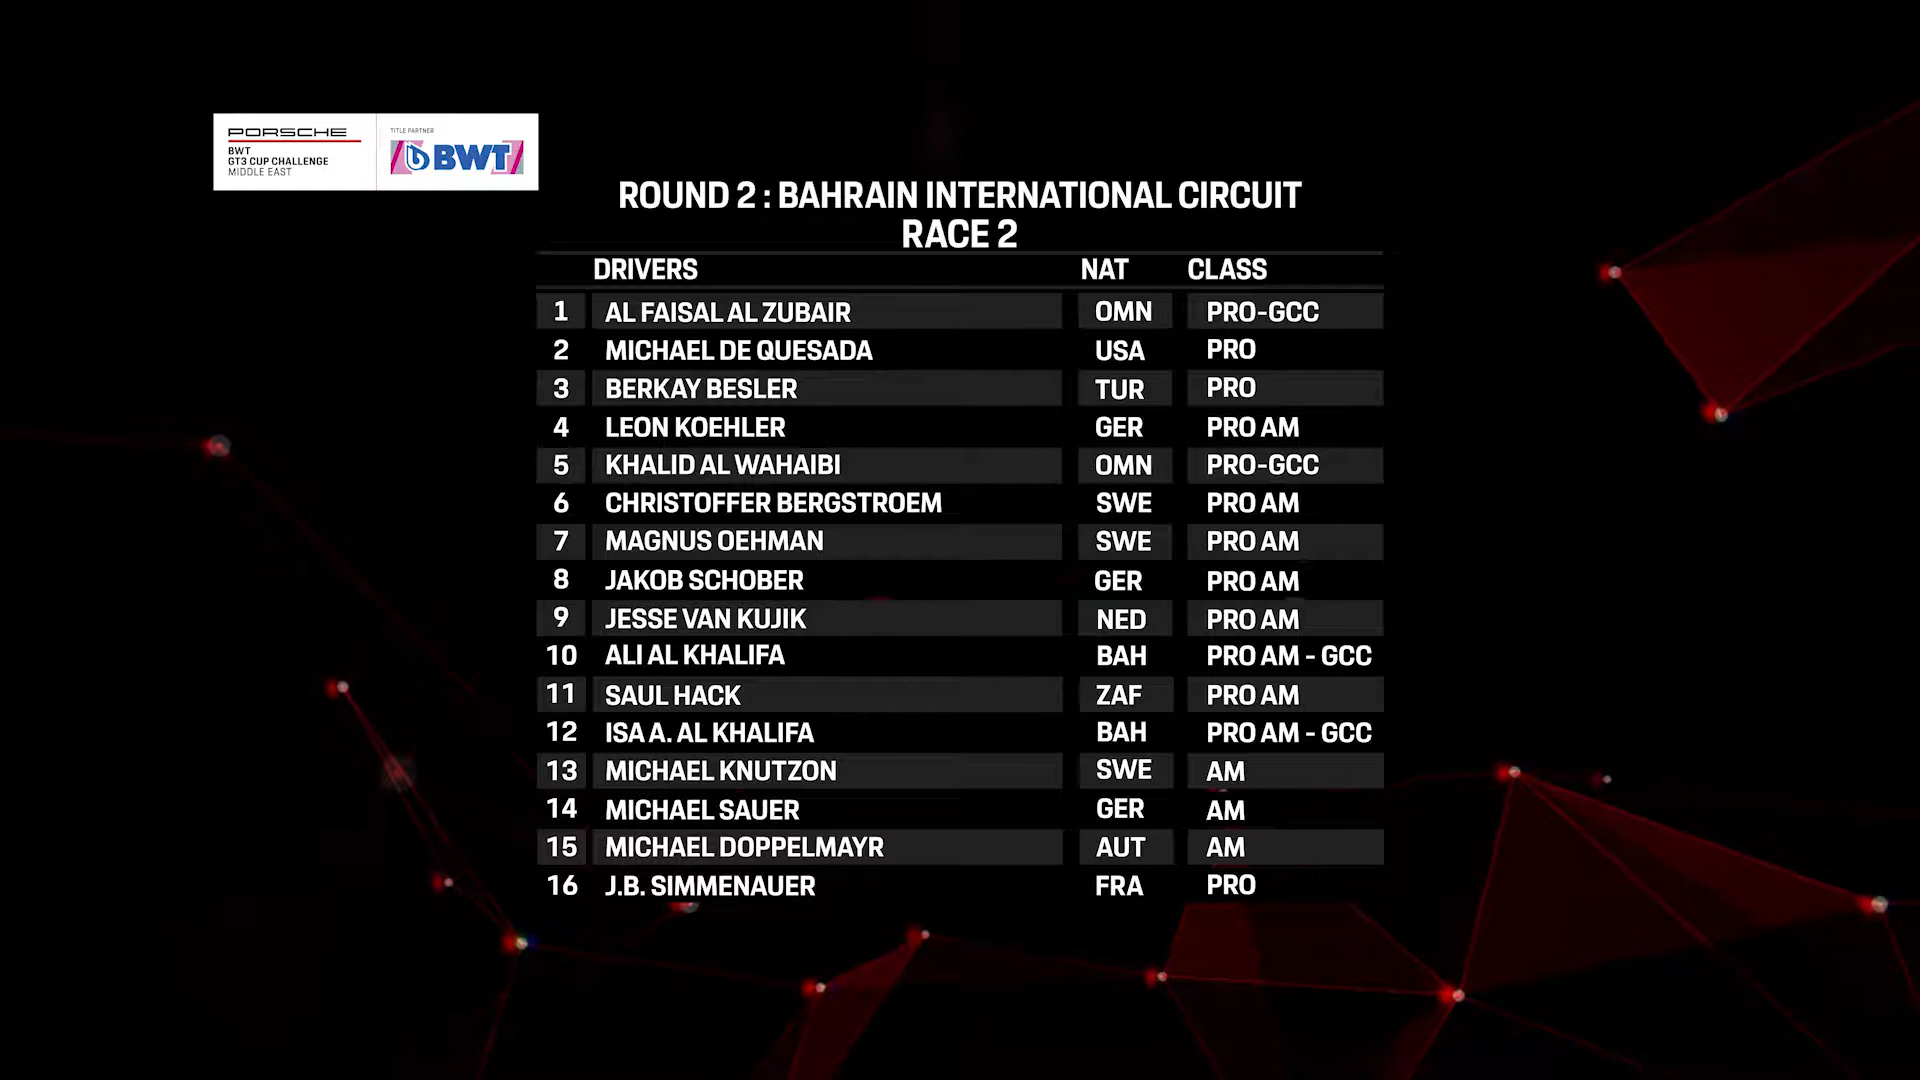 PORSCHE
BWT
GT3 CUP CHALLENGE
MIDDLE EAST
TITLE PARTNER
BWT
ROUND 2 : BAHRAIN INTERNATIONAL CIRCUIT
RACE 2
DRIVERS NAT CLASS
1 AL FAISAL AL ZUBAIR OMN PRO-GCC
2 MICHAEL DE QUESADA USA PRO
3 BERKAY BESLER TUR PRO
4 LEON KOEHLER GER PRO AM
5 KHALID AL WAHAIBI OMN PRO-GCC
6 CHRISTOFFER BERGSTROEM SWE PRO AM
7 MAGNUS OEHMAN SWE PRO AM
8 JAKOB SCHOBER GER PRO AM
9 JESSE VAN KUJIK NED PRO AM
10 ALI AL KHALIFA BAH PRO AM - GCC
11 SAUL HACK ZAF PRO AM
12 ISA A. AL KHALIFA BAH PRO AM - GCC
13 MICHAEL KNUTZON SWE AM
14 MICHAEL SAUER GER AM
15 MICHAEL DOPPELMAYR AUT AM
16 J.B. SIMMENAUER FRA PRO